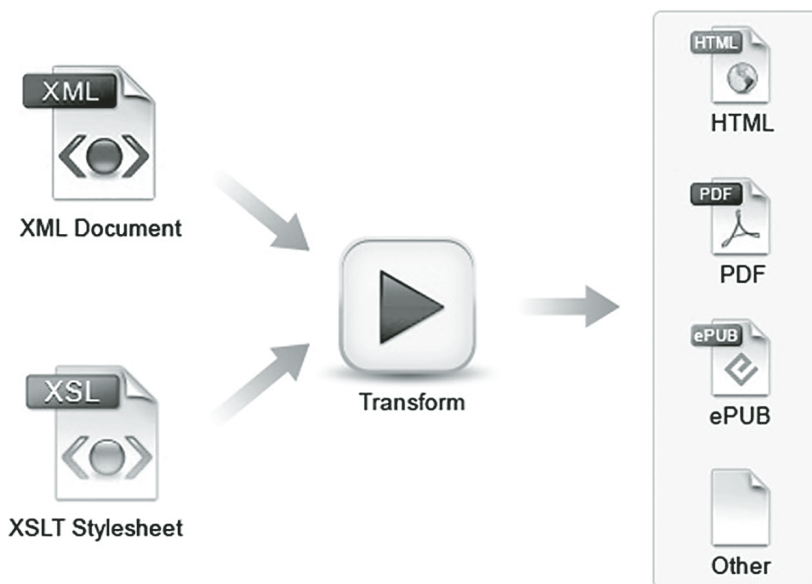 XML
XML Document
XSL
XSLT Stylesheet
Transform
HTML
HTML
PDF
PDF
ePUB
ePUB
Other